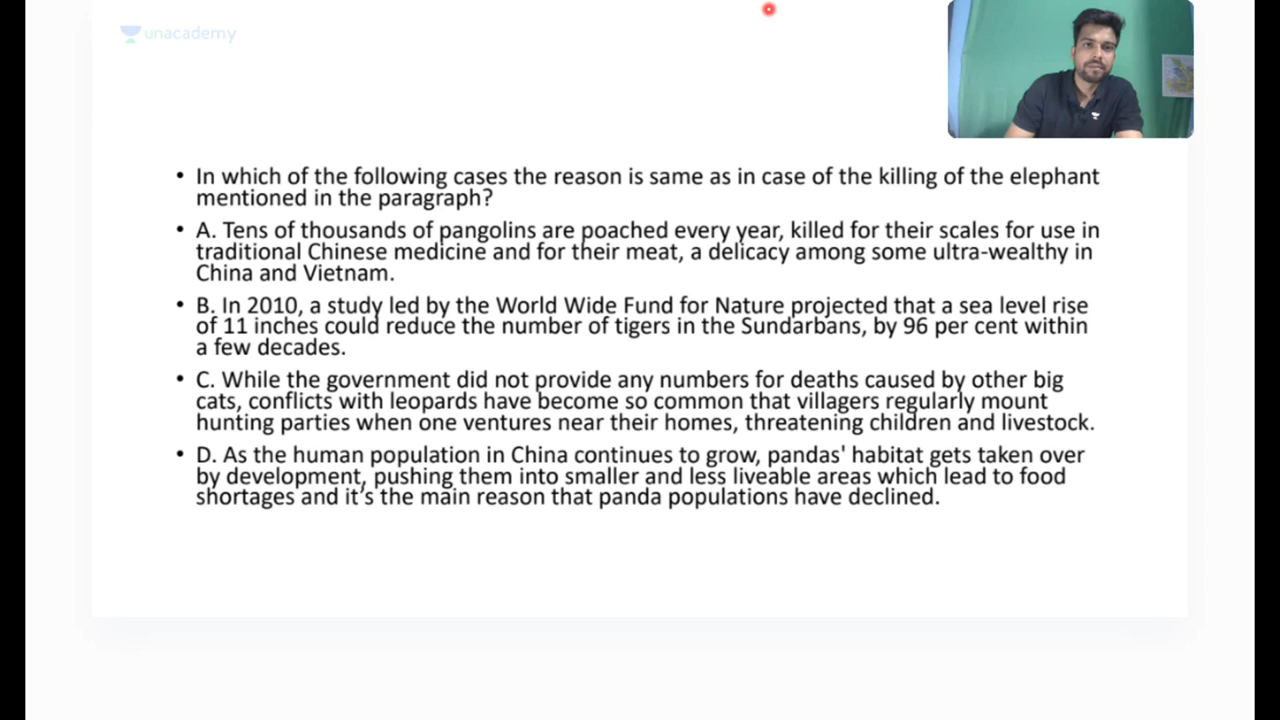 unacademy
• In which of the following cases the reason is same as in case of the killing of the elephant
mentioned in the paragraph?
• A. Tens of thousands of pangolins are poached every year, killed for their scales for use in
traditional Chinese medicine and for their meat, a delicacy among some ultra-wealthy in
China and Vietnam.
• B. In 2010, a study led by the World Wide Fund for Nature projected that a sea level rise
of 11 inches could reduce the number of tigers in the Sundarbans, by 96 per cent within
a few decades.
• C. While the government did not provide any numbers for deaths caused by other big
cats, conflicts with leopards have become so common that villagers regularly mount
hunting parties when one ventures near their homes, threatening children and livestock.
• D. As the human population in China continues to grow, pandas' habitat gets taken over
by development, pushing them into smaller and less liveable areas which lead to food
shortages and it's the main reason that panda populations have declined.